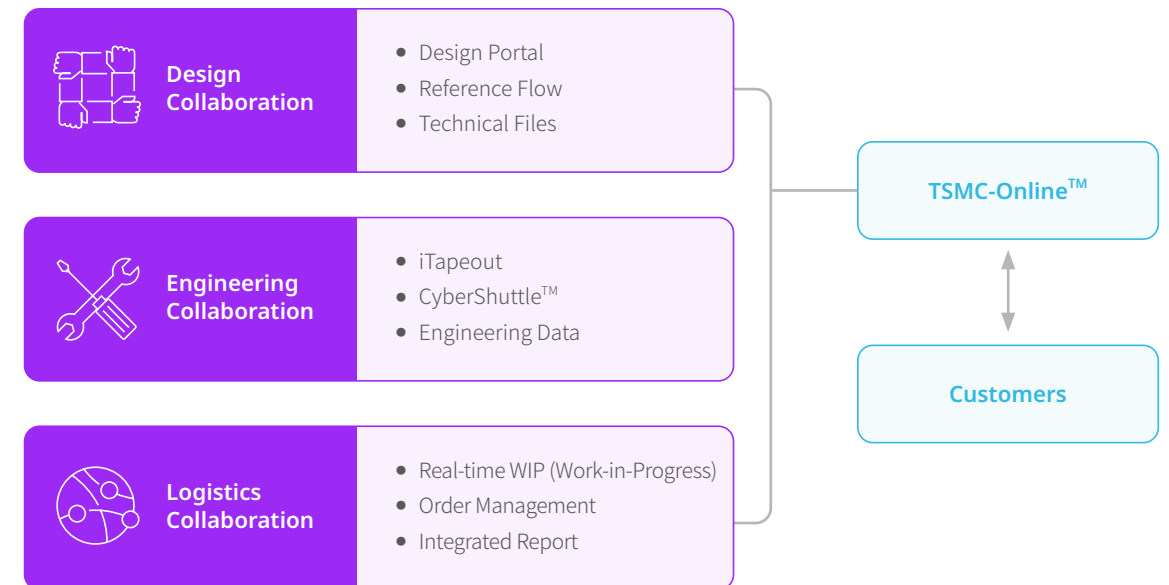 Design
Collaboration
Design Portal
Reference Flow
Technical Files
Engineering
Collaboration
iTapeout
CyberShuttle™
Engineering Data
Logistics
Collaboration
Real-time WIP (Work-in-Progress)
Order Management
Integrated Report
TSMC-Online™
Customers